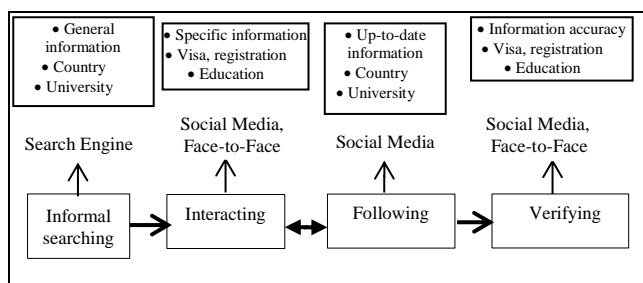 • General
information
• Country
• University
• Specific information
• Visa, registration
• Education
• Up-to-date
information
• Country
• University
• Information accuracy
• Visa, registration
• Education
Search Engine
Social Media,
Face-to-Face
Social Media
Social Media,
Face-to-Face
Informal
searching
Interacting
Following
Verifying